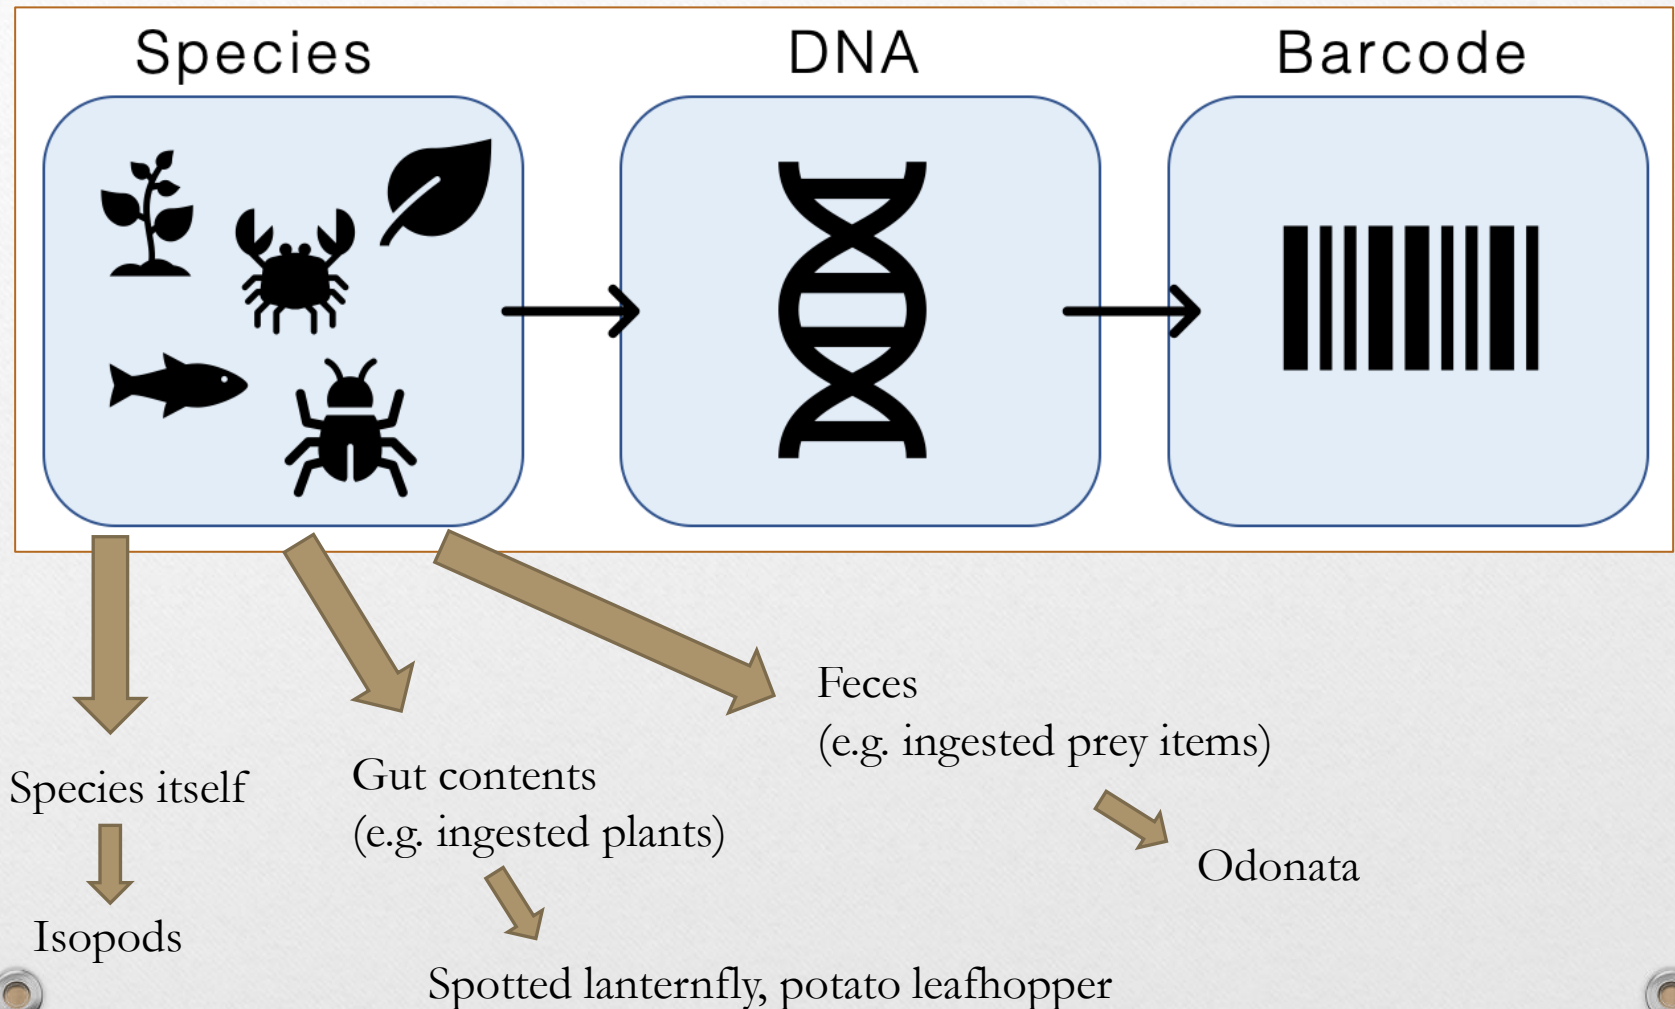 Species
DNA
Barcode
Feces
(e.g. ingested prey items)
Species itself
Gut contents
(e.g. ingested plants)
Odonata
Isopods
Spotted lanternfly, potato leafhopper